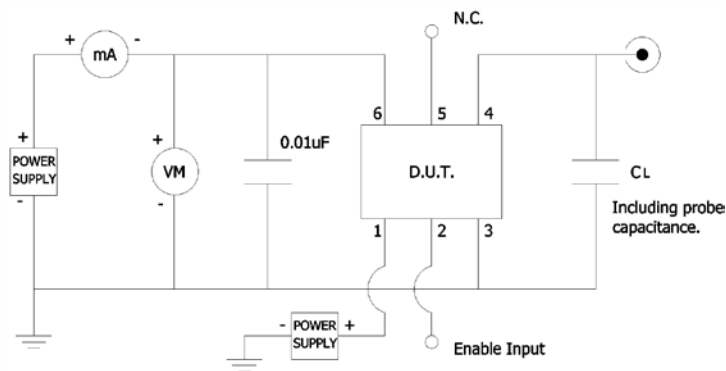 N.C.
+ mA -
6 5 4
+
POWER
SUPPLY
-
+
VM
-
0.01uF
D.U.T.
CL
Including probe
capacitance.
1 2 3
- POWER
SUPPLY +
Enable Input